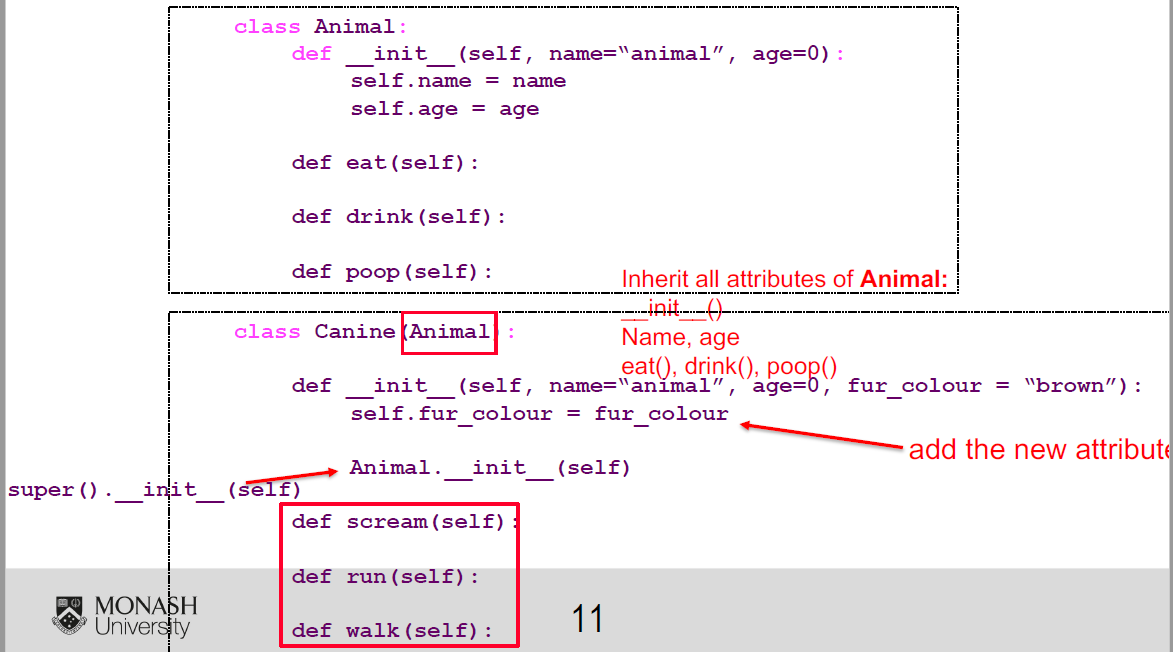 class Animal:
def __init__(self, name=“animal”, age=0):
self.name = name
self.age = age
def eat(self):
def drink(self):
def poop(self):
Inherit all attributes of Animal:
__init__()
Name, age
eat(), drink(), poop()
class Canine(Animal):
def __init__(self, name=“animal”, age=0, fur_colour = “brown”):
self.fur_colour = fur_colour
add the new attribute
Animal.__init__(self)
super().__init__(self)
def scream(self):
def run(self):
def walk(self):
MONASH
University
11